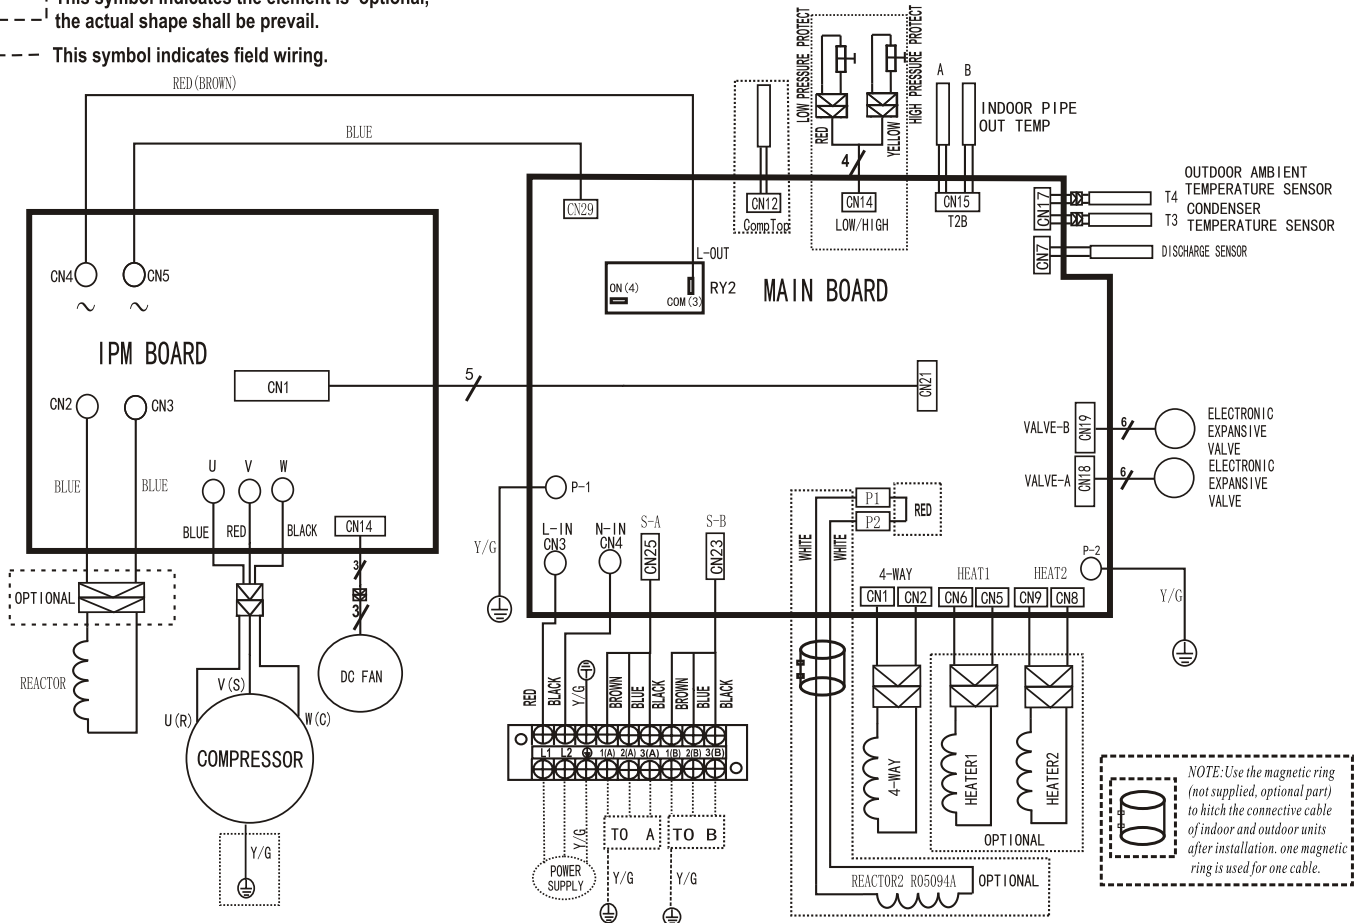 This symbol indicates the element is optional,
the actual shape shall be prevail.
This symbol indicates field wiring.
RED(BROWN)
BLUE
LOW PRESSURE PROTECT
HIGH PRESSURE PROTECT
RED
YELLOW
4
A
B
INDOOR PIPE
OUT TEMP
CN12
CompTop
CN14
LOW/HIGH
CN15
T2B
CN17
T4
OUTDOOR AMBIENT
TEMPERATURE SENSOR
T3
CONDENSER
TEMPERATURE SENSOR
CN7
DISCHARGE SENSOR
CN29
L-OUT
ON(4)
COM(3)
RY2
MAIN BOARD
CN4
CN5
~
~
IPM BOARD
CN1
5
CN21
CN2
CN3
BLUE
BLUE
U
V
W
BLUE
RED
BLACK
CN14
3
3
DC FAN
OPTIONAL
REACTOR
V(S)
U(R)
W(C)
COMPRESSOR
Y/G
VALVE-B
CN19
6
ELECTRONIC
EXPANSIVE
VALVE
VALVE-A
CN18
6
ELECTRONIC
EXPANSIVE
VALVE
P-1
Y/G
L-IN
CN3
N-IN
CN4
S-A
CN25
S-B
CN23
P1
P2
RED
WHITE
WHITE
P-2
Y/G
4-WAY
CN1
CN2
HEAT1
CN6
CN5
HEAT2
CN9
CN8
RED
BLACK
Y/G
BROWN
BLUE
BLACK
BROWN
BLUE
BLACK
L1
L2
1(A)
2(A)
3(A)
1(B)
2(B)
3(B)
Y/G
POWER
SUPPLY
TO A
TO B
Y/G
Y/G
4-WAY
HEATER1
HEATER2
OPTIONAL
REACTOR2 R05094A
OPTIONAL
NOTE:Use the magnetic ring
(not supplied, optional part)
to hitch the connective cable
of indoor and outdoor units
after installation. one magnetic
ring is used for one cable.